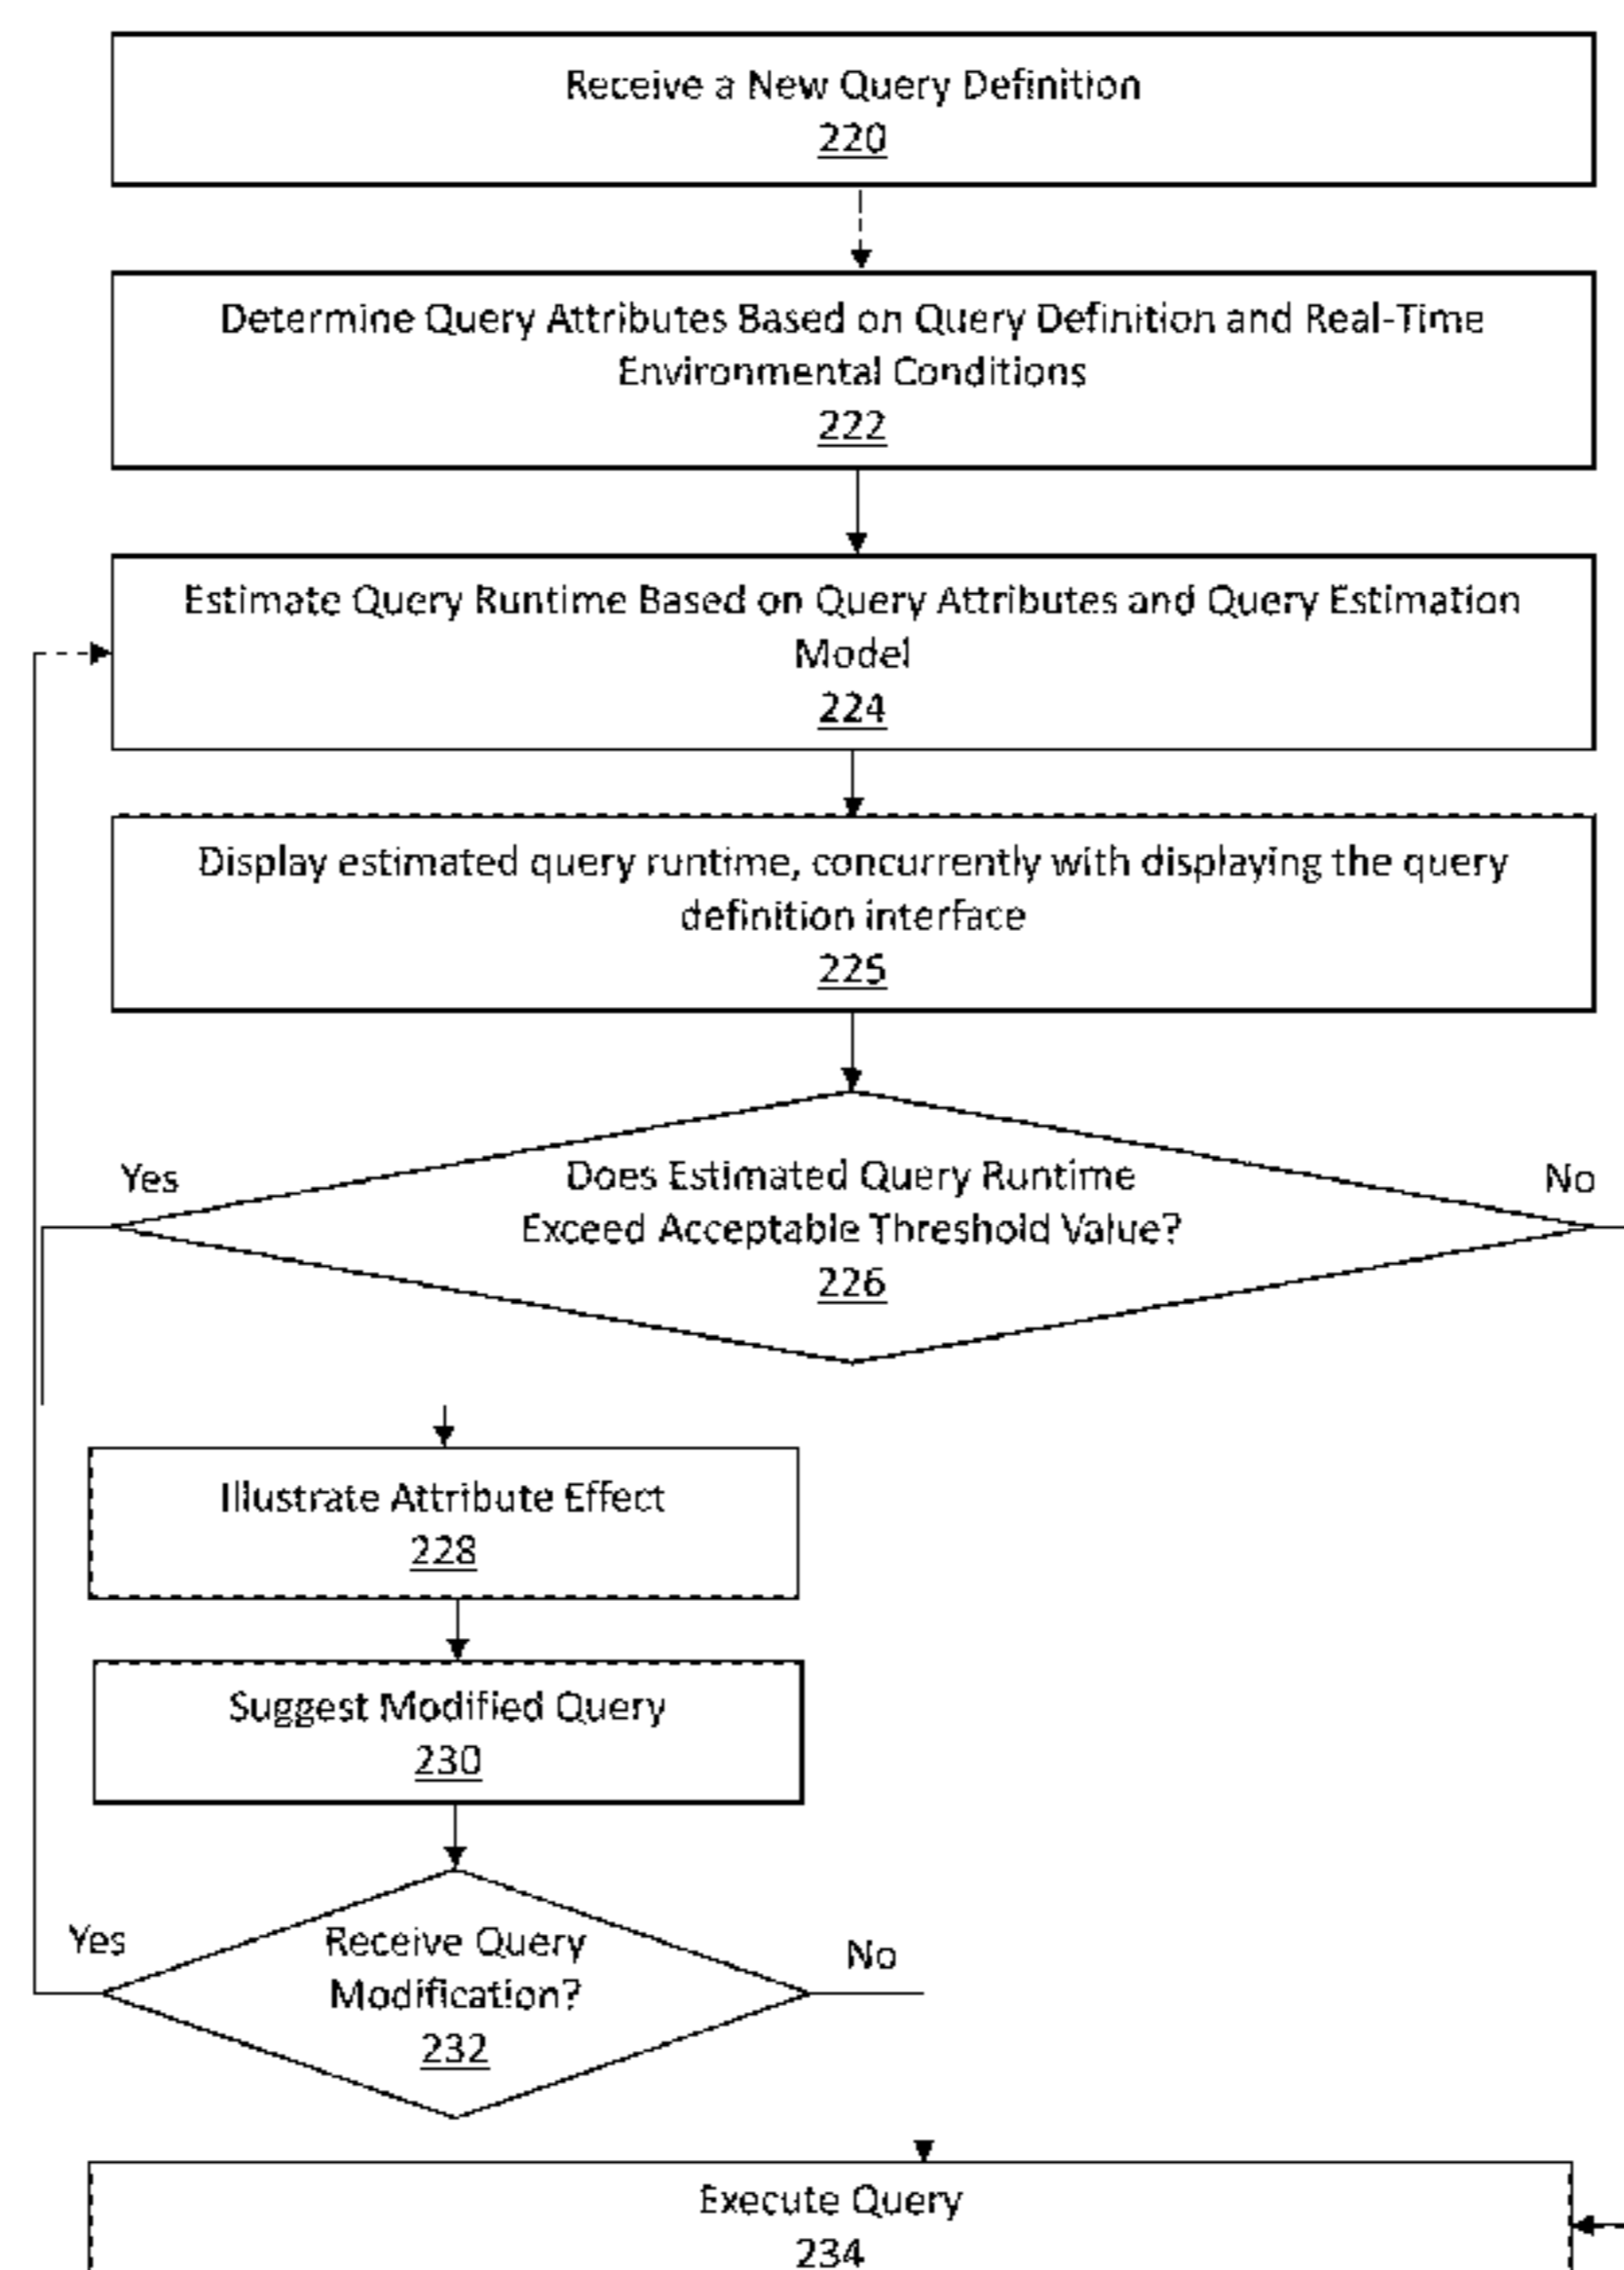 Receive a New Query Definition
220
Determine Query Attributes Based on Query Definition and Real-Time
Environmental Conditions
222
Estimate Query Runtime Based on Query Attributes and Query Estimation
Model
224
Display estimated query runtime, concurrently with displaying the query
definition interface
225
Yes
No
Does Estimated Query Runtime
Exceed Acceptable Threshold Value?
226
Illustrate Attribute Effect
228
Suggest Modified Query
230
Yes
No
Receive Query
Modification?
232
Execute Query
234